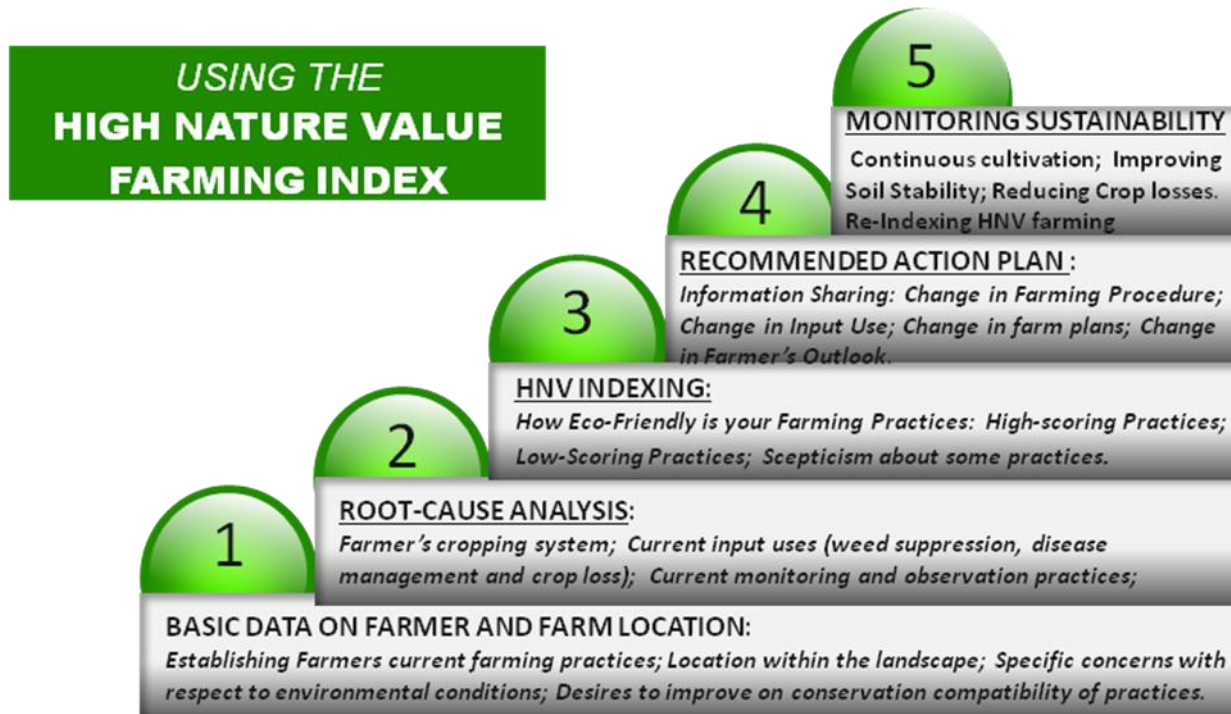 USING THE
HIGH NATURE VALUE
FARMING INDEX
5
MONITORING SUSTAINABILITY
Continuous cultivation; Improving
Soil Stability; Reducing Crop losses.
Re-Indexing HNV farming
4
RECOMMENDED ACTION PLAN :
Information Sharing: Change in Farming Procedure;
Change in Input Use; Change in farm plans; Change
in Farmer's Outlook.
3
HNV INDEXING:
How Eco-Friendly is your Farming Practices: High-scoring Practices;
Low-Scoring Practices; Scepticism about some practices.
2
ROOT-CAUSE ANALYSIS:
Farmer's cropping system; Current input uses (weed suppression, disease
management and crop loss); Current monitoring and observation practices;
1
BASIC DATA ON FARMER AND FARM LOCATION:
Establishing Farmers current farming practices; Location within the landscape; Specific concerns with
respect to environmental conditions; Desires to improve on conservation compatibility of practices.